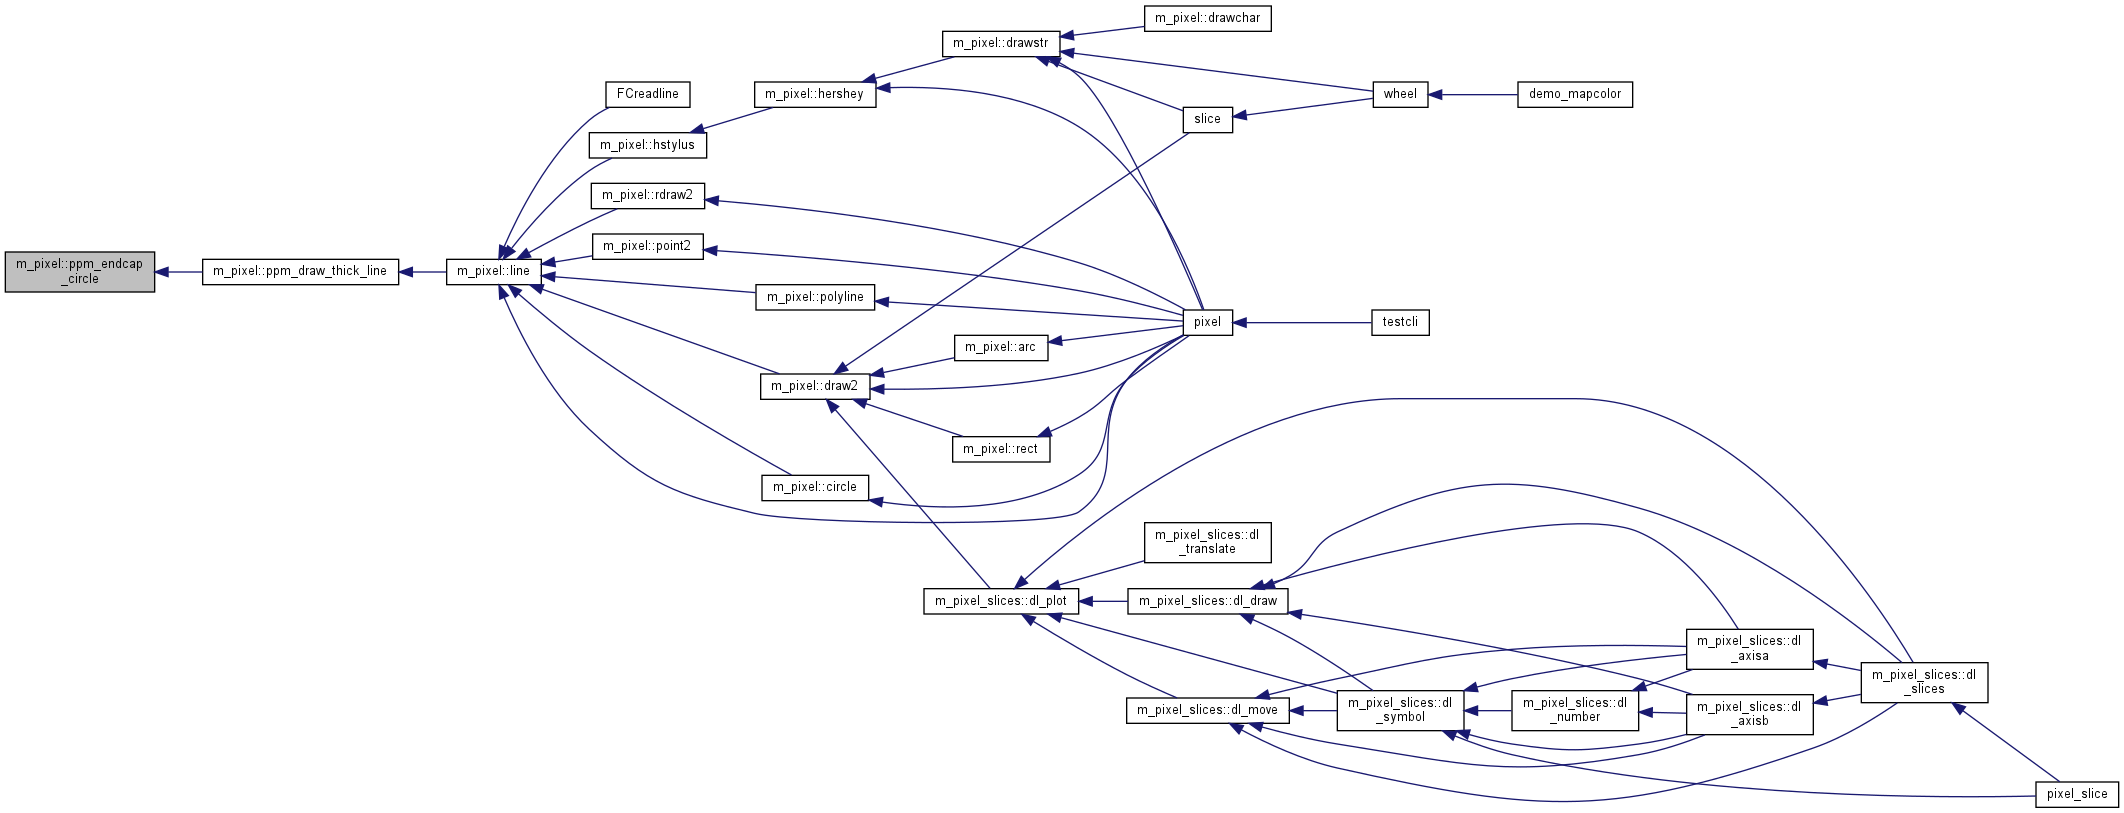 m_pixel::ppm_endcap
_circle
m_pixel::ppm_draw_thick_line
m_pixel::line
FCreadline
m_pixel::hstylus
m_pixel::rdraw2
m_pixel::point2
m_pixel::polyline
m_pixel::draw2
m_pixel::circle
m_pixel::hershey
m_pixel::drawstr
m_pixel::drawchar
slice
wheel
demo_mapcolor
m_pixel::arc
m_pixel::rect
pixel
testcli
m_pixel_slices::dl_plot
m_pixel_slices::dl
_translate
m_pixel_slices::dl_draw
m_pixel_slices::dl_move
m_pixel_slices::dl
_symbol
m_pixel_slices::dl
_number
m_pixel_slices::dl
_axisa
m_pixel_slices::dl
_axisb
m_pixel_slices::dl
_slices
pixel_slice